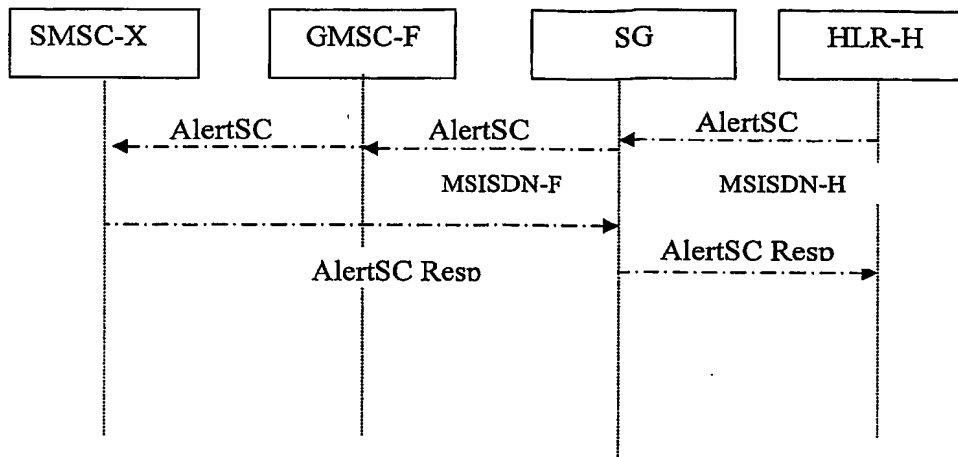 SMSC-X GMSC-F SG HLR-H
AlertSC AlertSC AlertSC
MSISDN-F MSISDN-H
AlertSC Resp
AlertSC Resp